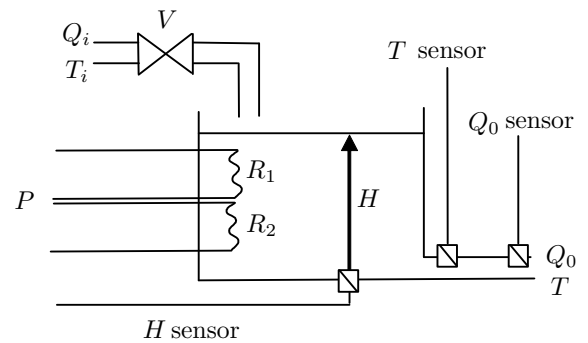 V
Q_i
T_i
T sensor
Q_0 sensor
R_1
P
H
R_2
Q_0
T
H sensor